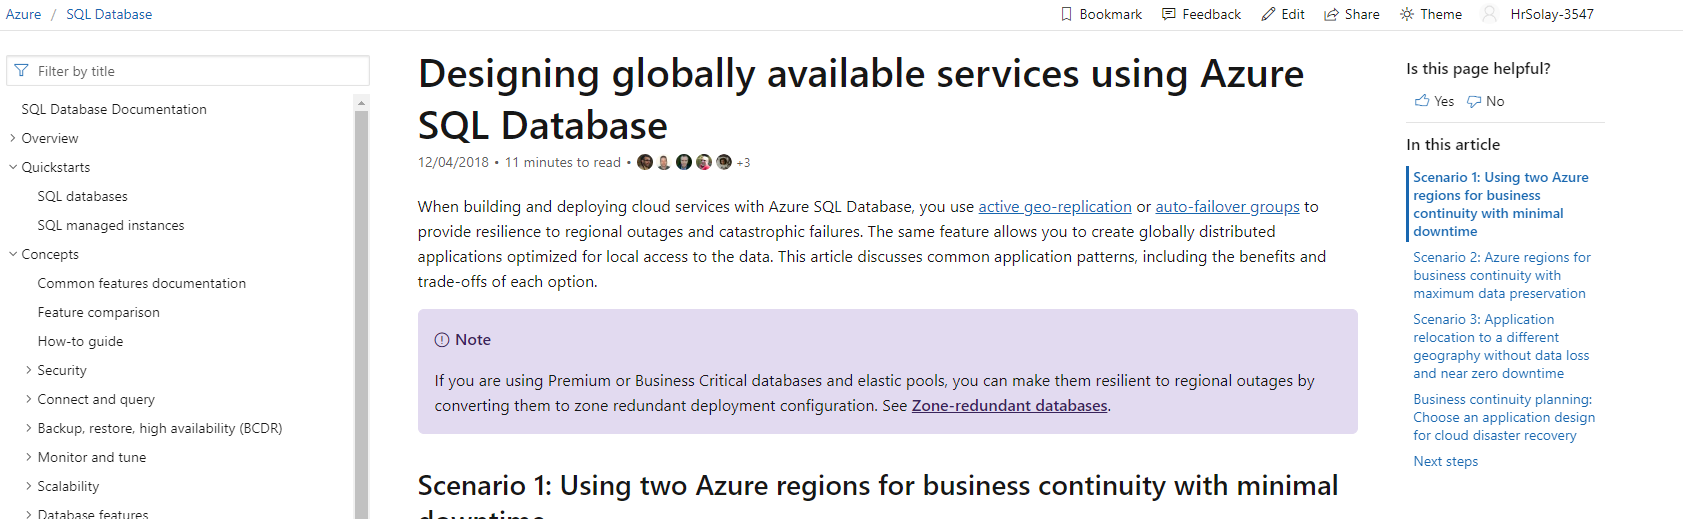 Azure / SQL Database
Bookmark Feedback Edit Share Theme HrSolay-3547
Filter by title
SQL Database Documentation
Overview
Quickstarts
SQL databases
SQL managed instances
Concepts
Common features documentation
Feature comparison
How-to guide
Security
Connect and query
Backup, restore, high availability (BCDR)
Monitor and tune
Scalability
Database features
Designing globally available services using Azure
SQL Database
12/04/2018 • 11 minutes to read • +3
When building and deploying cloud services with Azure SQL Database, you use active geo-replication or auto-failover groups to
provide resilience to regional outages and catastrophic failures. The same feature allows you to create globally distributed
applications optimized for local access to the data. This article discusses common application patterns, including the benefits and
trade-offs of each option.
Note
If you are using Premium or Business Critical databases and elastic pools, you can make them resilient to regional outages by
converting them to zone redundant deployment configuration. See Zone-redundant databases.
Scenario 1: Using two Azure regions for business continuity with minimal
downtime
Is this page helpful?
Yes No
In this article
Scenario 1: Using two Azure
regions for business
continuity with minimal
downtime
Scenario 2: Azure regions for
business continuity with
maximum data preservation
Scenario 3: Application
relocation to a different
geography without data loss
and near zero downtime
Business continuity planning:
Choose an application design
for cloud disaster recovery
Next steps